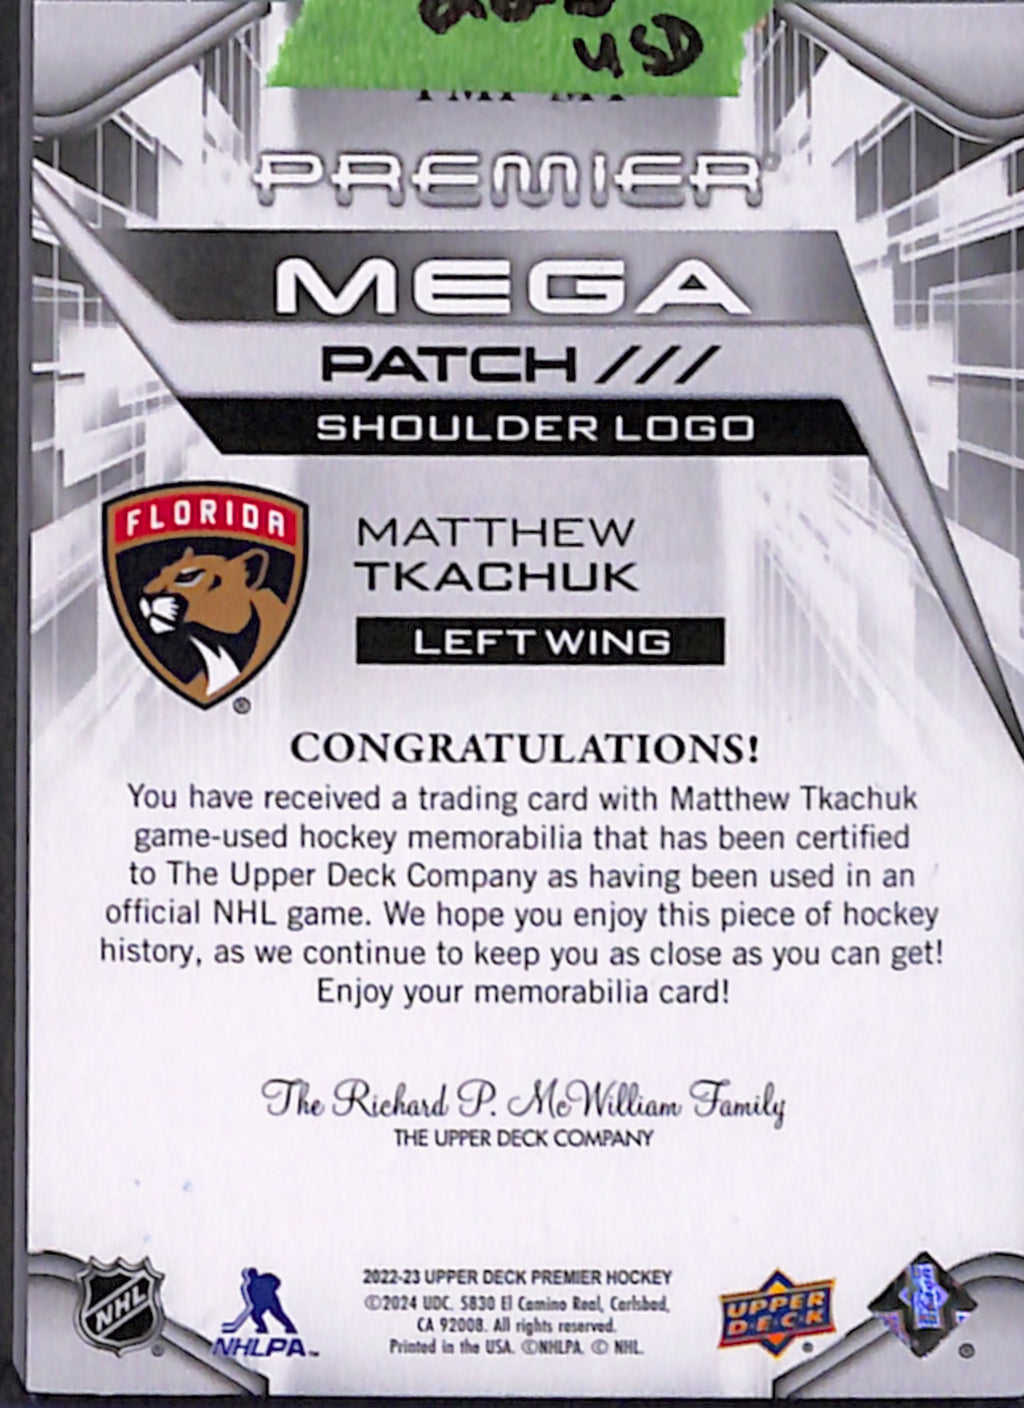 USD
PREMIER
MEGA
PATCH ///
SHOULDER LOGO
FLORIDA
MATTHEW
TKACHUK
LEFT WING
®
CONGRATULATIONS!
You have received a trading card with Matthew Tkachuk
game-used hockey memorabilia that has been certified
to The Upper Deck Company as having been used in an
official NHL game. We hope you enjoy this piece of hockey
history, as we continue to keep you as close as you can get!
Enjoy your memorabilia card!
The Richard P. McWilliam Family
THE UPPER DECK COMPANY
2022-23 UPPER DECK PREMIER HOCKEY
©2024 UDC. 5830 El Camino Real, Carlsbad,
CA 92008. All rights reserved.
Printed in the USA. ©NHLPA. © NHL.
NHL ®
NHLPA™
UPPER
DECK ®
®